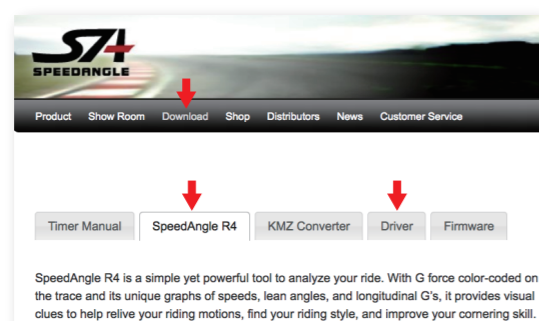 SPEEDANGLE
Product Show Room Download Shop Distributors News Customer Service
Timer Manual SpeedAngle R4 KMZ Converter Driver Firmware
SpeedAngle R4 is a simple yet powerful tool to analyze your ride. With G force color-coded on
the trace and its unique graphs of speeds, lean angles, and longitudinal G's, it provides visual
clues to help relive your riding motions, find your riding style, and improve your cornering skill.